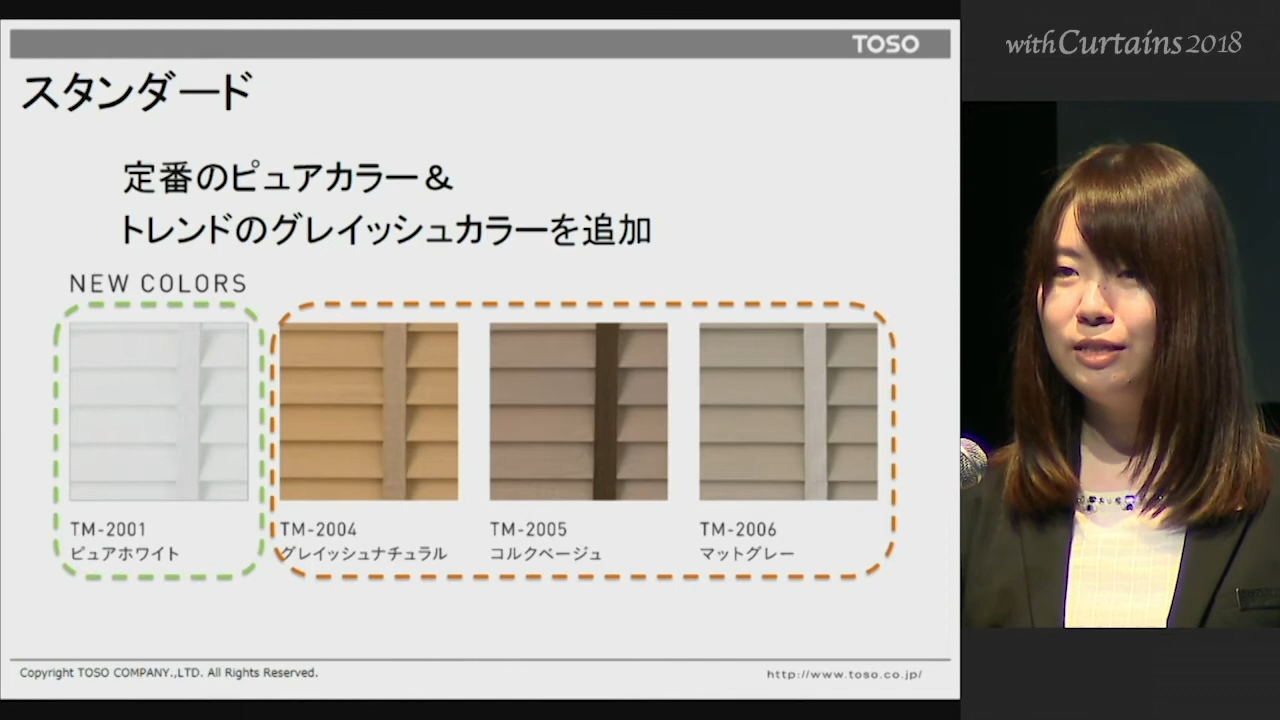 TOSO
withCurtains2018
スタンダード
定番のピュアカラー＆
トレンドのグレイッシュカラーを追加
NEW COLORS
TM-2001
ピュアホワイト
TM-2004
グレイッシュナチュラル
TM-2005
コルクベージュ
TM-2006
マットグレー
Copyright TOSO COMPANY.,LTD. All Rights Reserved.
http://www.toso.co.jp/